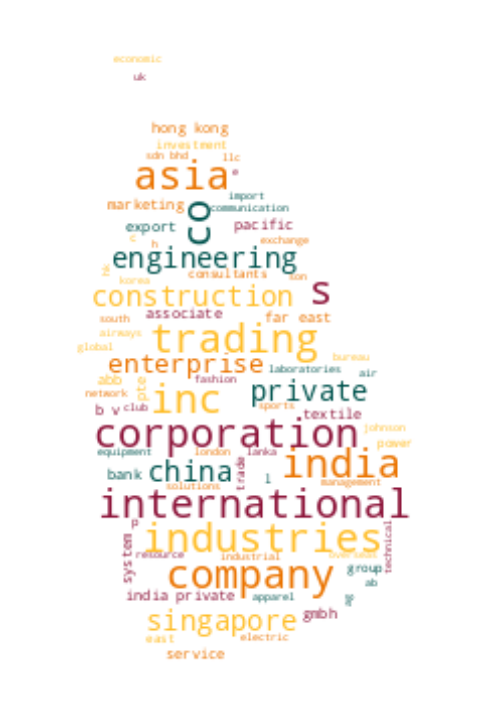 economic
uk
hong kong
investment
sdn bhd llc
asia e
import
marketing co communication
export pacific
c h exchange
engineering
consultants son
korea
construction s
associate
south far east
airways trading
global
enterprise bureau
laboratories air
abb pte fashion
network inc private
b v club sports textile
johnson
corporation power
equipment london lanka
bank china trade l india
solutions management
international
p
industries technical
system resource industrial overseas
company group
ab
india private apparel ag
singapore gmbh
east electric
service